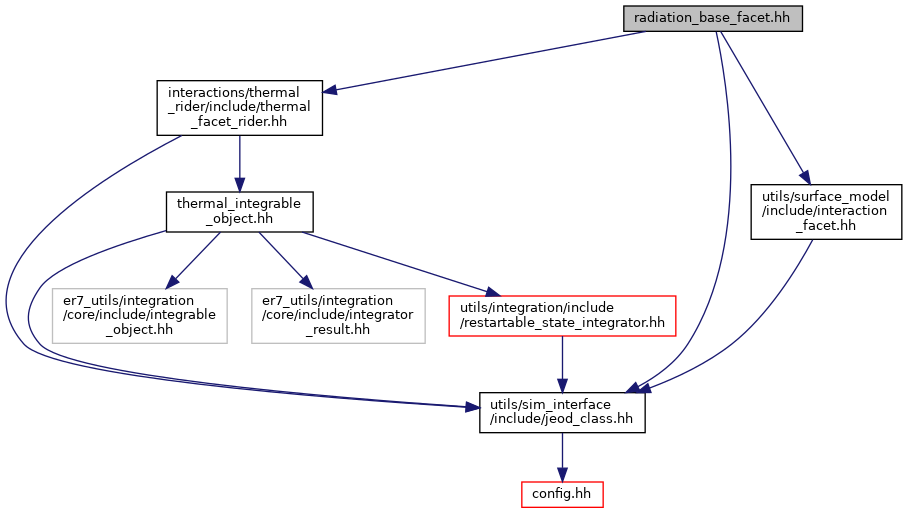 radiation_base_facet.hh
interactions/thermal
_rider/include/thermal
_facet_rider.hh
thermal_integrable
_object.hh
utils/surface_model
/include/interaction
_facet.hh
er7_utils/integration
/core/include/integrable
_object.hh
er7_utils/integration
/core/include/integrator
_result.hh
utils/integration/include
/restartable_state_integrator.hh
utils/sim_interface
/include/jeod_class.hh
config.hh